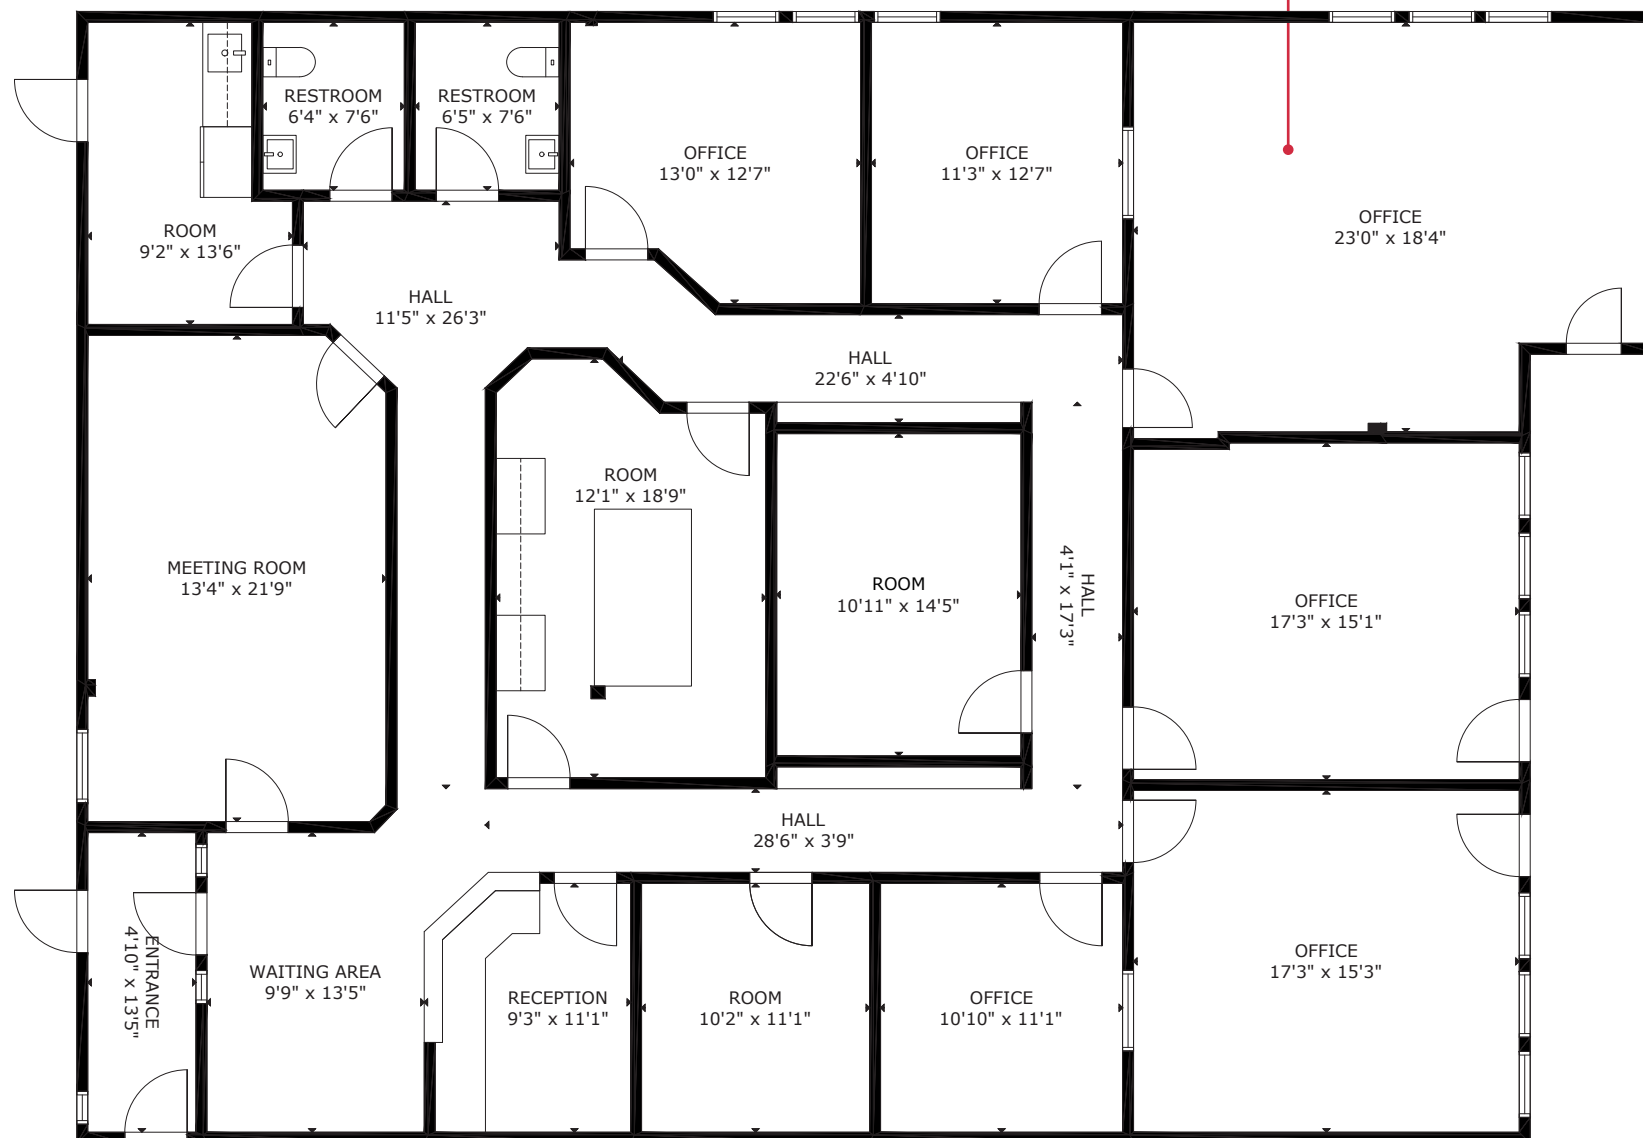 RESTROOM
6'4" x 7'6"
RESTROOM
6'5" x 7'6"
OFFICE
13'0" x 12'7"
OFFICE
11'3" x 12'7"
OFFICE
23'0" x 18'4"
ROOM
9'2" x 13'6"
HALL
11'5" x 26'3"
HALL
22'6" x 4'10"
ROOM
12'1" x 18'9"
MEETING ROOM
13'4" x 21'9"
ROOM
10'11" x 14'5"
HALL
4'1" x 17'3"
OFFICE
17'3" x 15'1"
HALL
28'6" x 3'9"
ENTRANCE
4'10" x 13'5"
WAITING AREA
9'9" x 13'5"
RECEPTION
9'3" x 11'1"
ROOM
10'2" x 11'1"
OFFICE
10'10" x 11'1"
OFFICE
17'3" x 15'3"